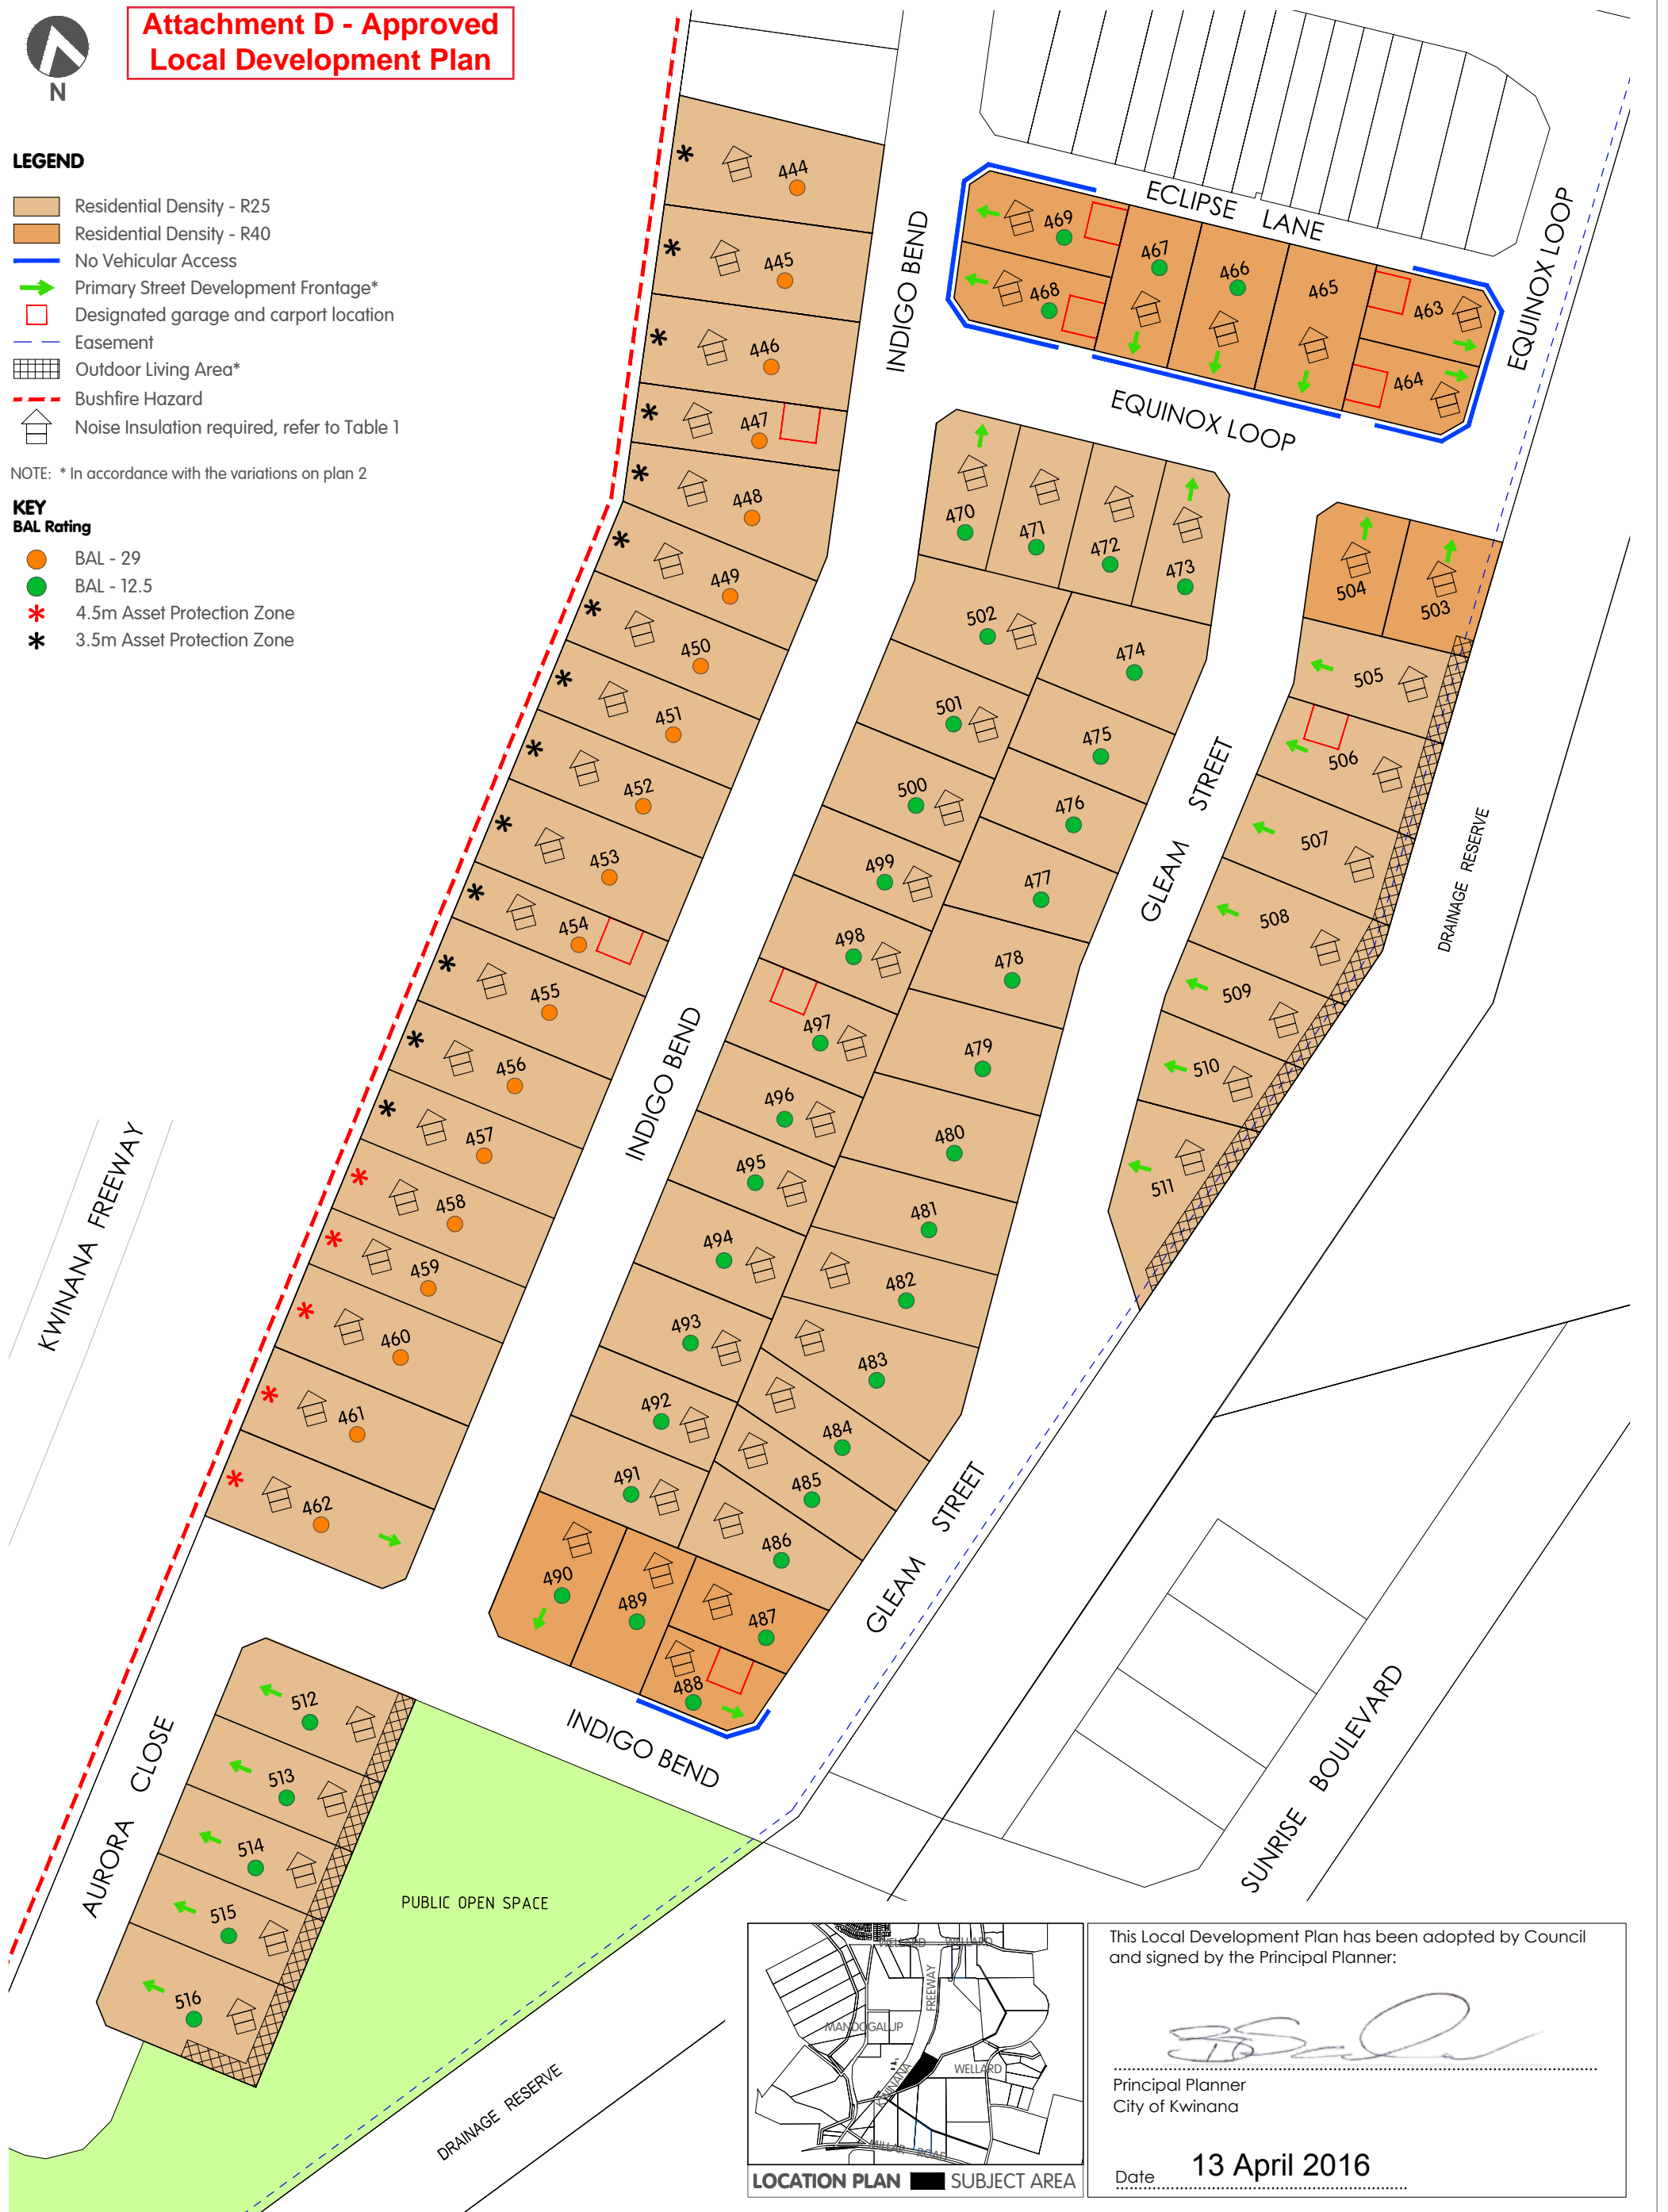 Attachment D - Approved
Local Development Plan
N
LEGEND
Residential Density - R25
Residential Density - R40
No Vehicular Access
Primary Street Development Frontage*
Designated garage and carport location
Easement
Outdoor Living Area*
Bushfire Hazard
Noise Insulation required, refer to Table 1
NOTE: * In accordance with the variations on plan 2
KEY
BAL Rating
BAL - 29
BAL - 12.5
4.5m Asset Protection Zone
3.5m Asset Protection Zone
444
445
446
447
448
449
450
451
452
453
454
455
456
457
458
459
460
461
462
INDIGO BEND
ECLIPSE LANE
EQUINOX LOOP
469
468
467
466
465
463
464
EQUINOX LOOP
470
471
472
473
502
501
500
499
498
497
496
495
494
493
492
491
474
475
476
477
478
479
480
481
482
483
484
485
486
490
489
487
488
504
503
505
506
507
508
509
510
511
GLEAM STREET
DRAINAGE RESERVE
INDIGO BEND
KWINANA FREEWAY
GLEAM STREET
INDIGO BEND
AURORA CLOSE
512
513
514
515
516
PUBLIC OPEN SPACE
SUNRISE BOULEVARD
DRAINAGE RESERVE
WELLARD WELLARD
FREEWAY
MANDOGALUP
WELLARD
KWINANA
MILLAR ROAD
LOCATION PLAN SUBJECT AREA
This Local Development Plan has been adopted by Council
and signed by the Principal Planner:
Principal Planner
City of Kwinana
Date 13 April 2016